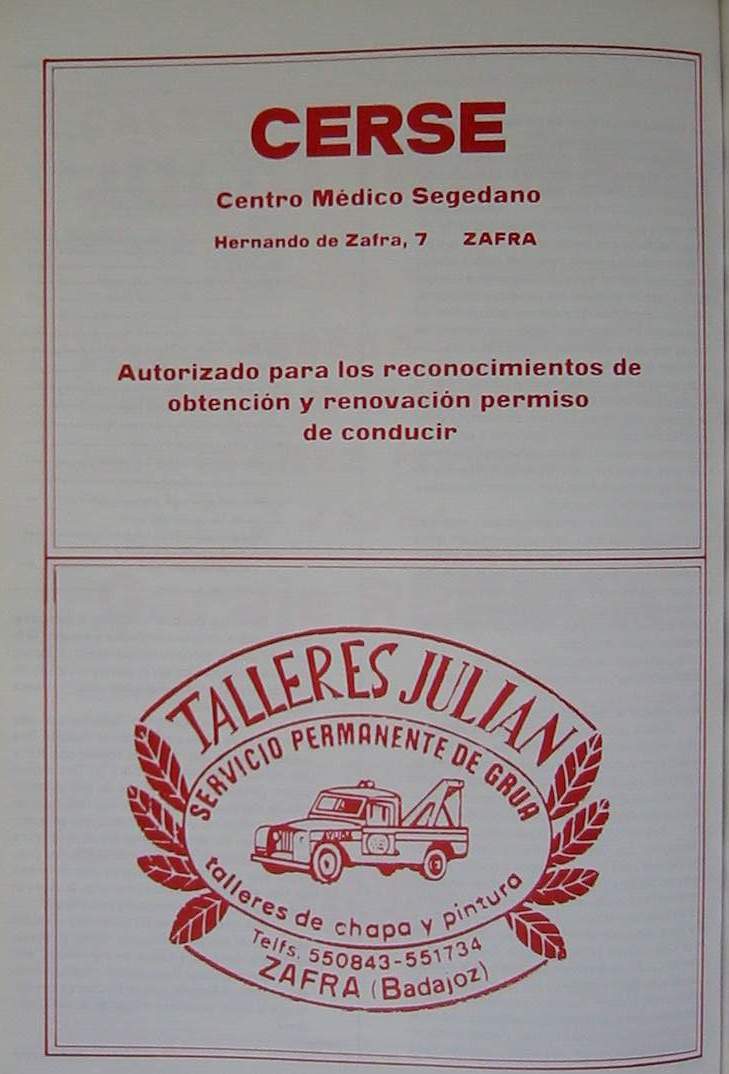 CERSE
Centro Médico Segedano
Hernando de Zafra, 7 ZAFRA
Autorizado para los reconocimientos de
obtención y renovación permiso
de conducir
TALLERES JULIAN
SERVICIO PERMANENTE DE GRUA
AYUDA
talleres de chapa y pintura
Telfs. 550843-551734
ZAFRA (Badajoz)